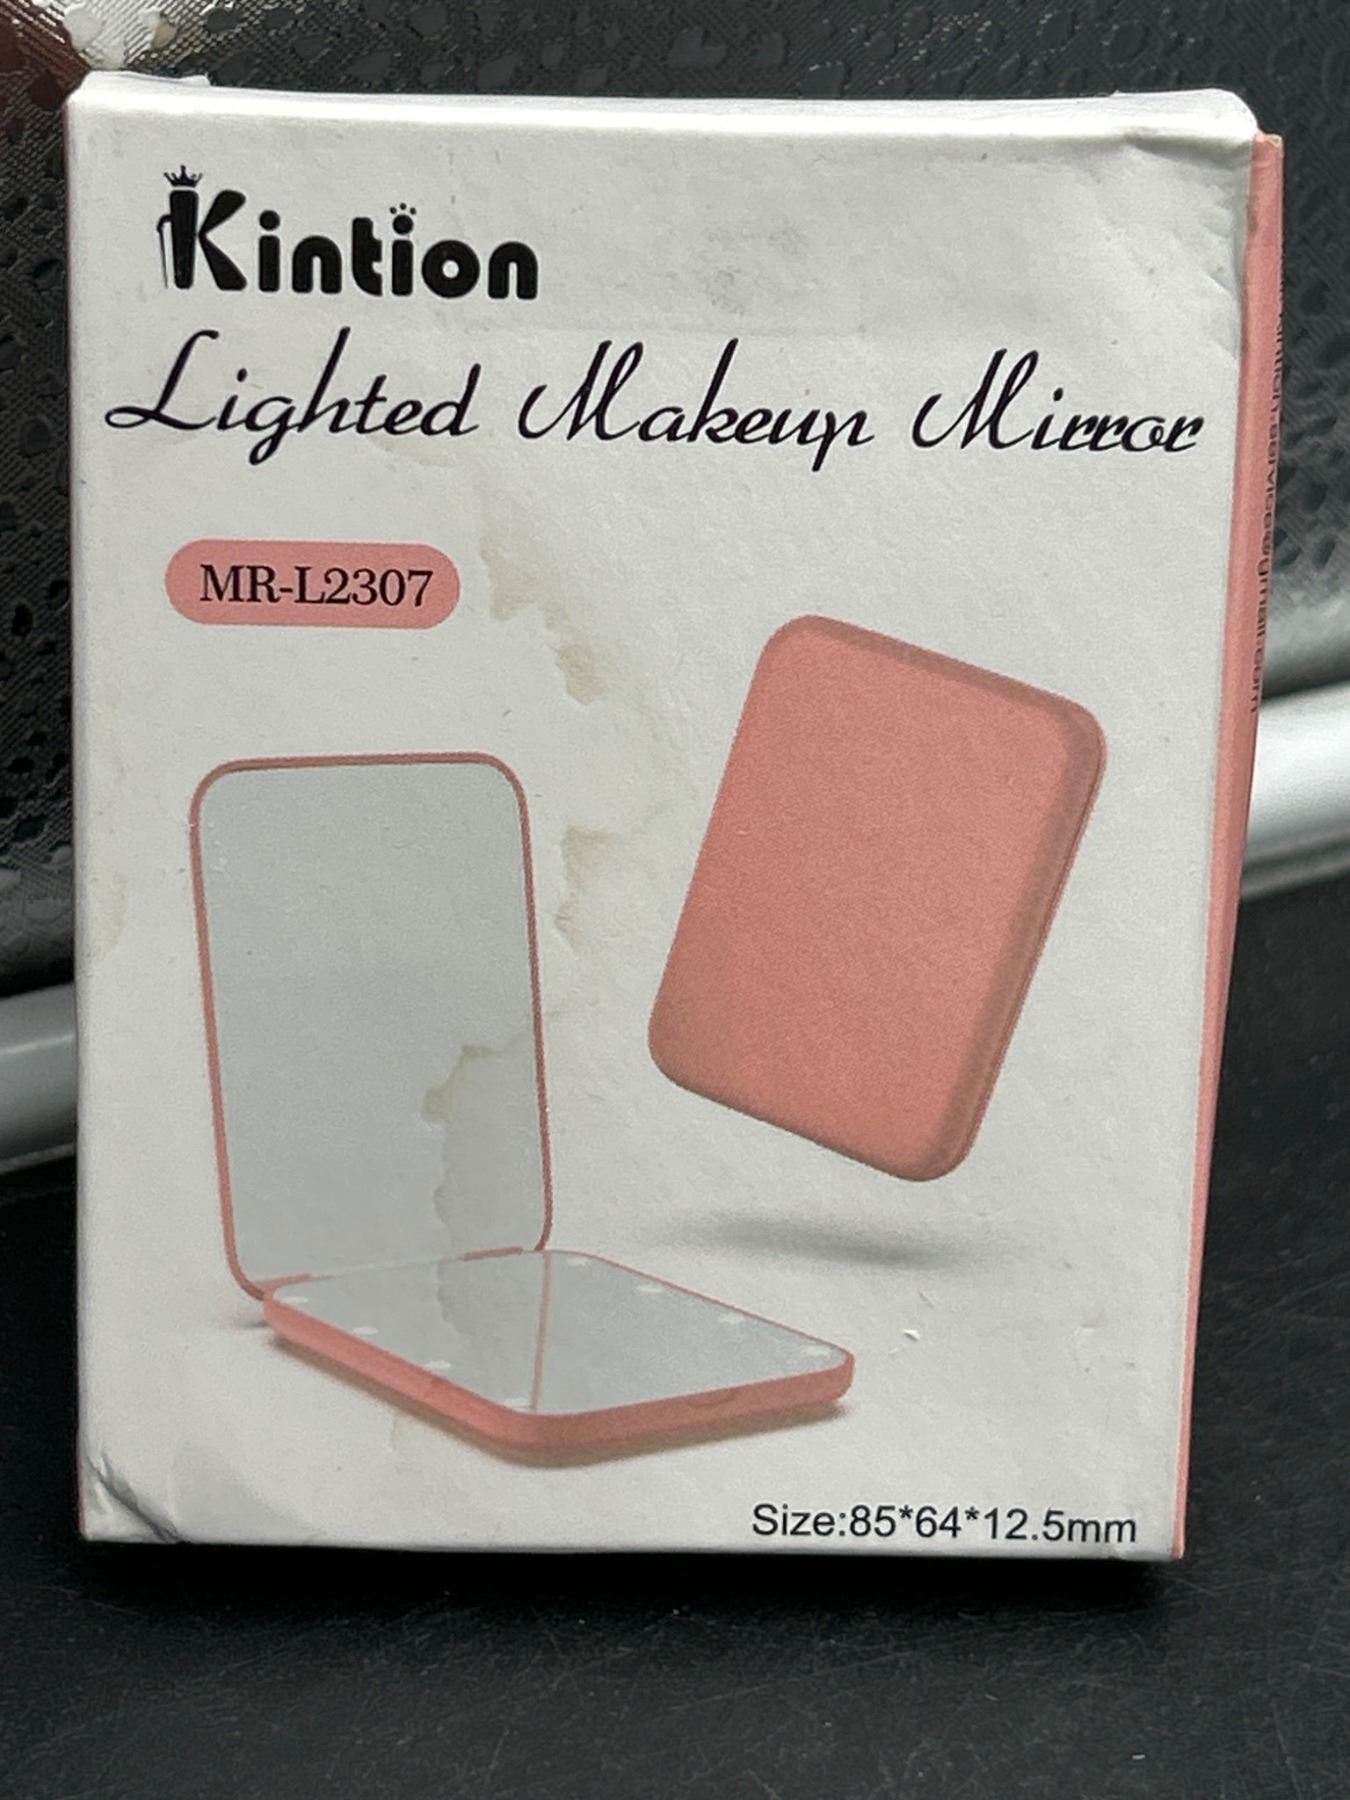 Kintion
Lighted Makeup Mirror
MR-L2307
Size:85*64*12.5mm